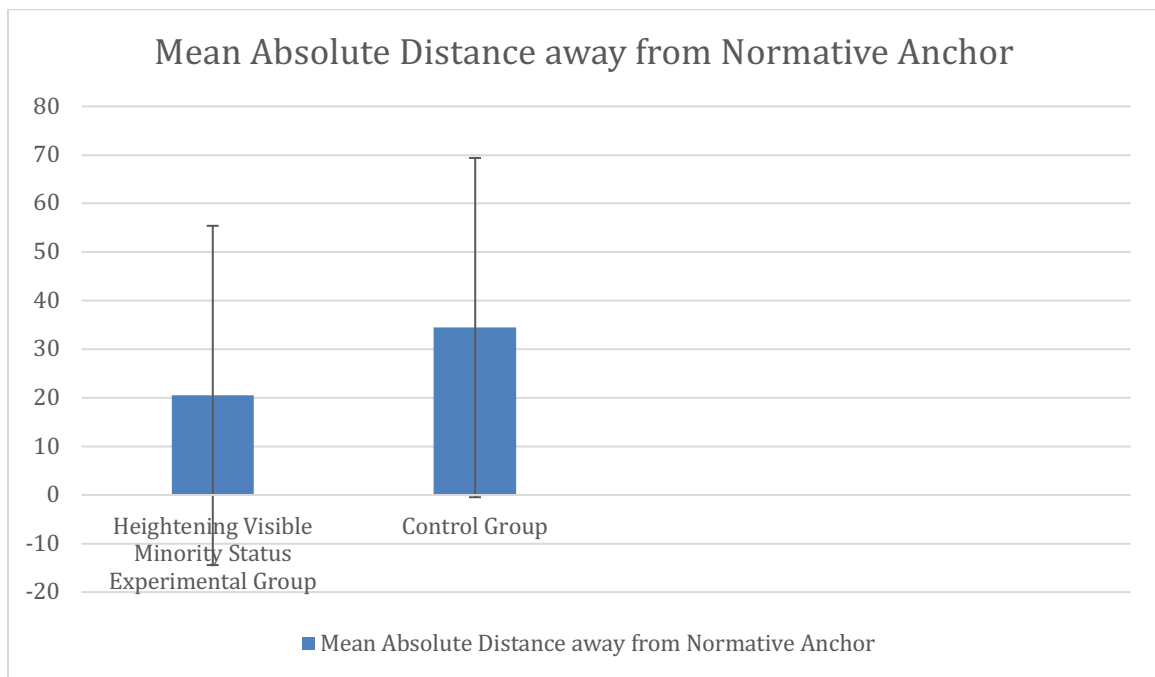 Mean Absolute Distance away from Normative Anchor
80
70
60
50
40
30
20
10
0
-10
-20
Heightening Visible
Minority Status
Experimental Group
Control Group
Mean Absolute Distance away from Normative Anchor